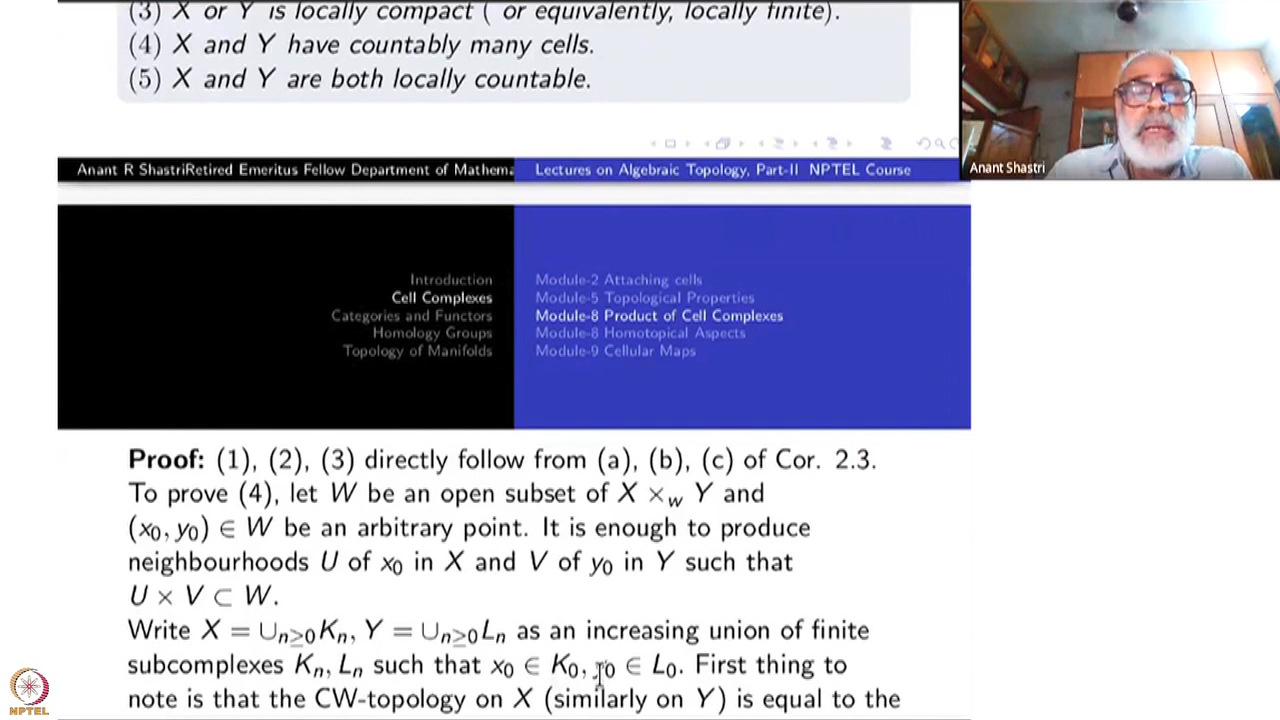 (3) X or Y is locally compact ( or equivalently, locally finite).
(4) X and Y have countably many cells.
(5) X and Y are both locally countable.
Anant Shastri
Anant R ShastriRetired Emeritus Fellow Department of Mathem
Lectures on Algebraic Topology, Part-II NPTEL Course
Introduction
Cell Complexes
Categories and Functors
Homology Groups
Topology of Manifolds
Module-2 Attaching cells
Module-5 Topological Properties
Module-8 Product of Cell Complexes
Module-8 Homotopical Aspects
Module-9 Cellular Maps
Proof: (1), (2), (3) directly follow from (a), (b), (c) of Cor. 2.3.
To prove (4), let W be an open subset of X ×w Y and
(x₀, y₀) ∈ W be an arbitrary point. It is enough to produce
neighbourhoods U of x₀ in X and V of y₀ in Y such that
U × V ⊂ W.
Write X = ∪n≥0Kn, Y = ∪n≥0Ln as an increasing union of finite
subcomplexes Kn, Ln such that x₀ ∈ K₀, y₀ ∈ L₀. First thing to
note is that the CW-topology on X (similarly on Y) is equal to the
NPTEL